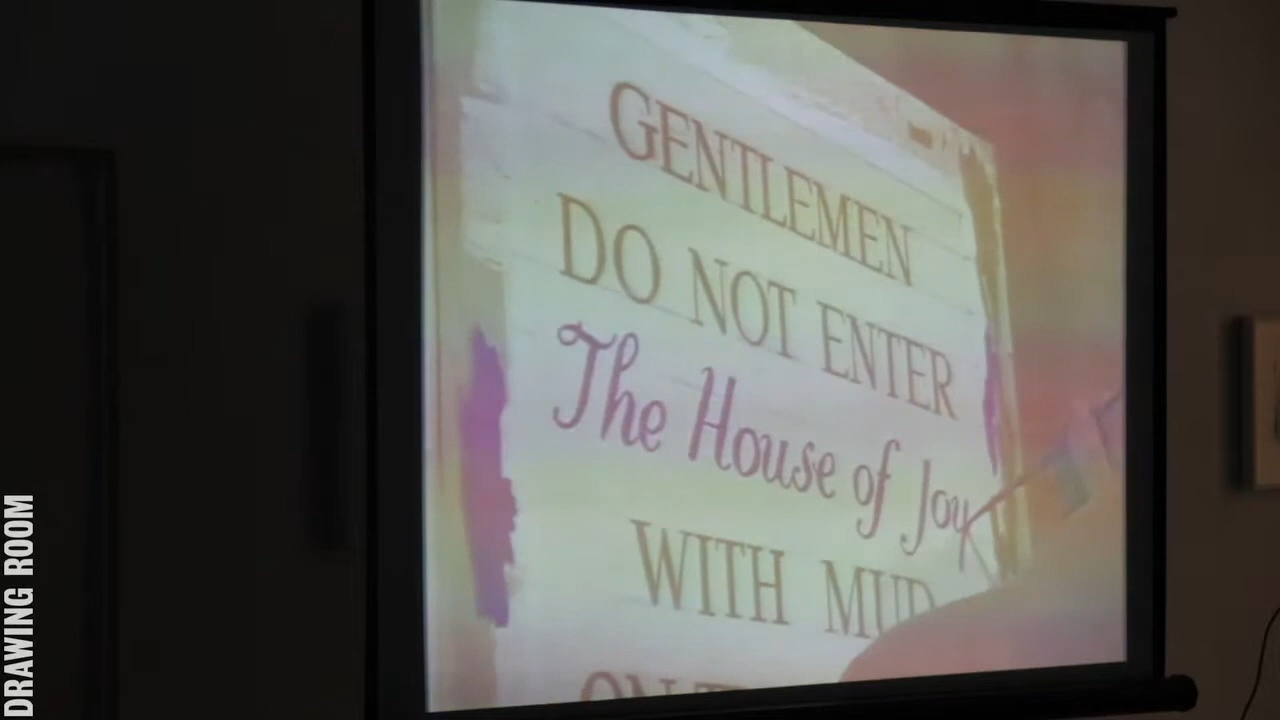 GENTLEMEN
DO NOT ENTER
The House of Joy
WITH MUD
DRAWING ROOM